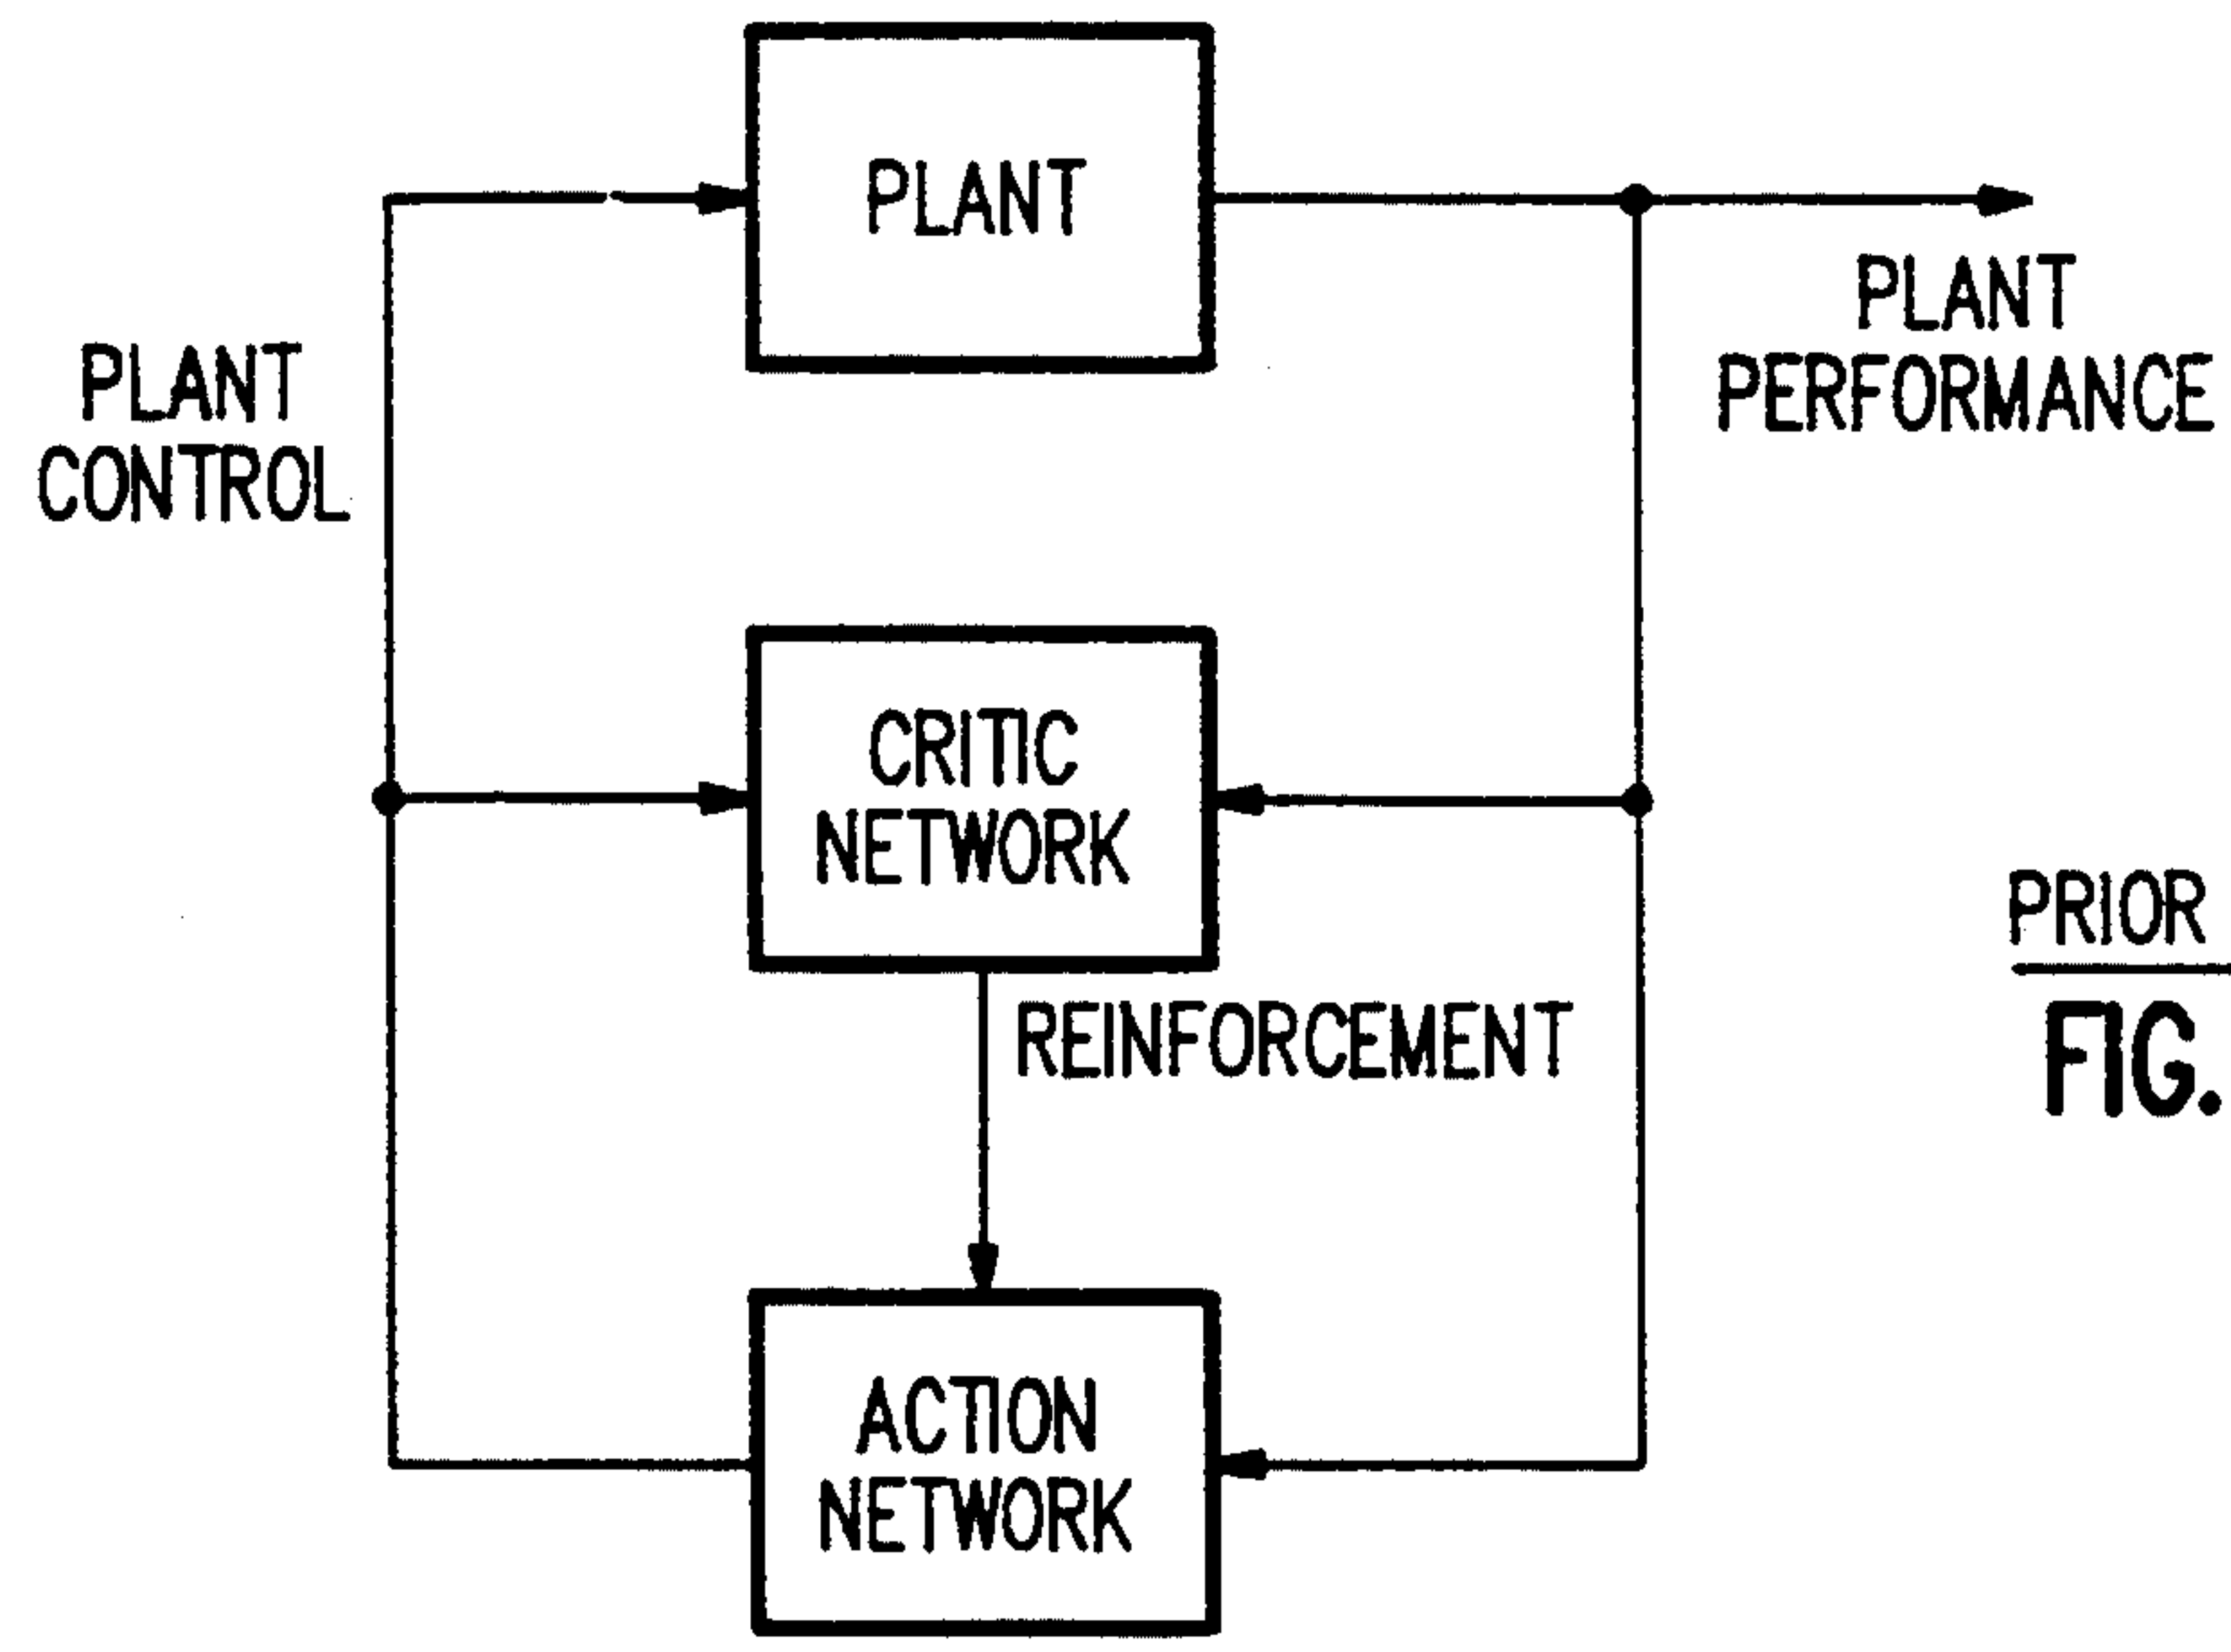 PLANT
PLANT
PERFORMANCE
PLANT
CONTROL
CRITIC
NETWORK
PRIOR
REINFORCEMENT
FIG.
ACTION
NETWORK